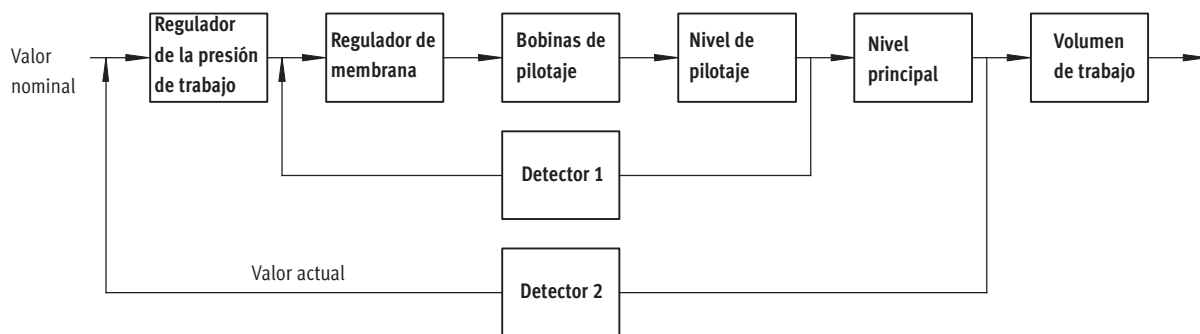 Valor
nominal
Regulador
de la presión
de trabajo
Regulador de
membrana
Bobinas de
pilotaje
Nivel de
pilotaje
Nivel
principal
Volumen
de trabajo
Detector 1
Valor actual
Detector 2